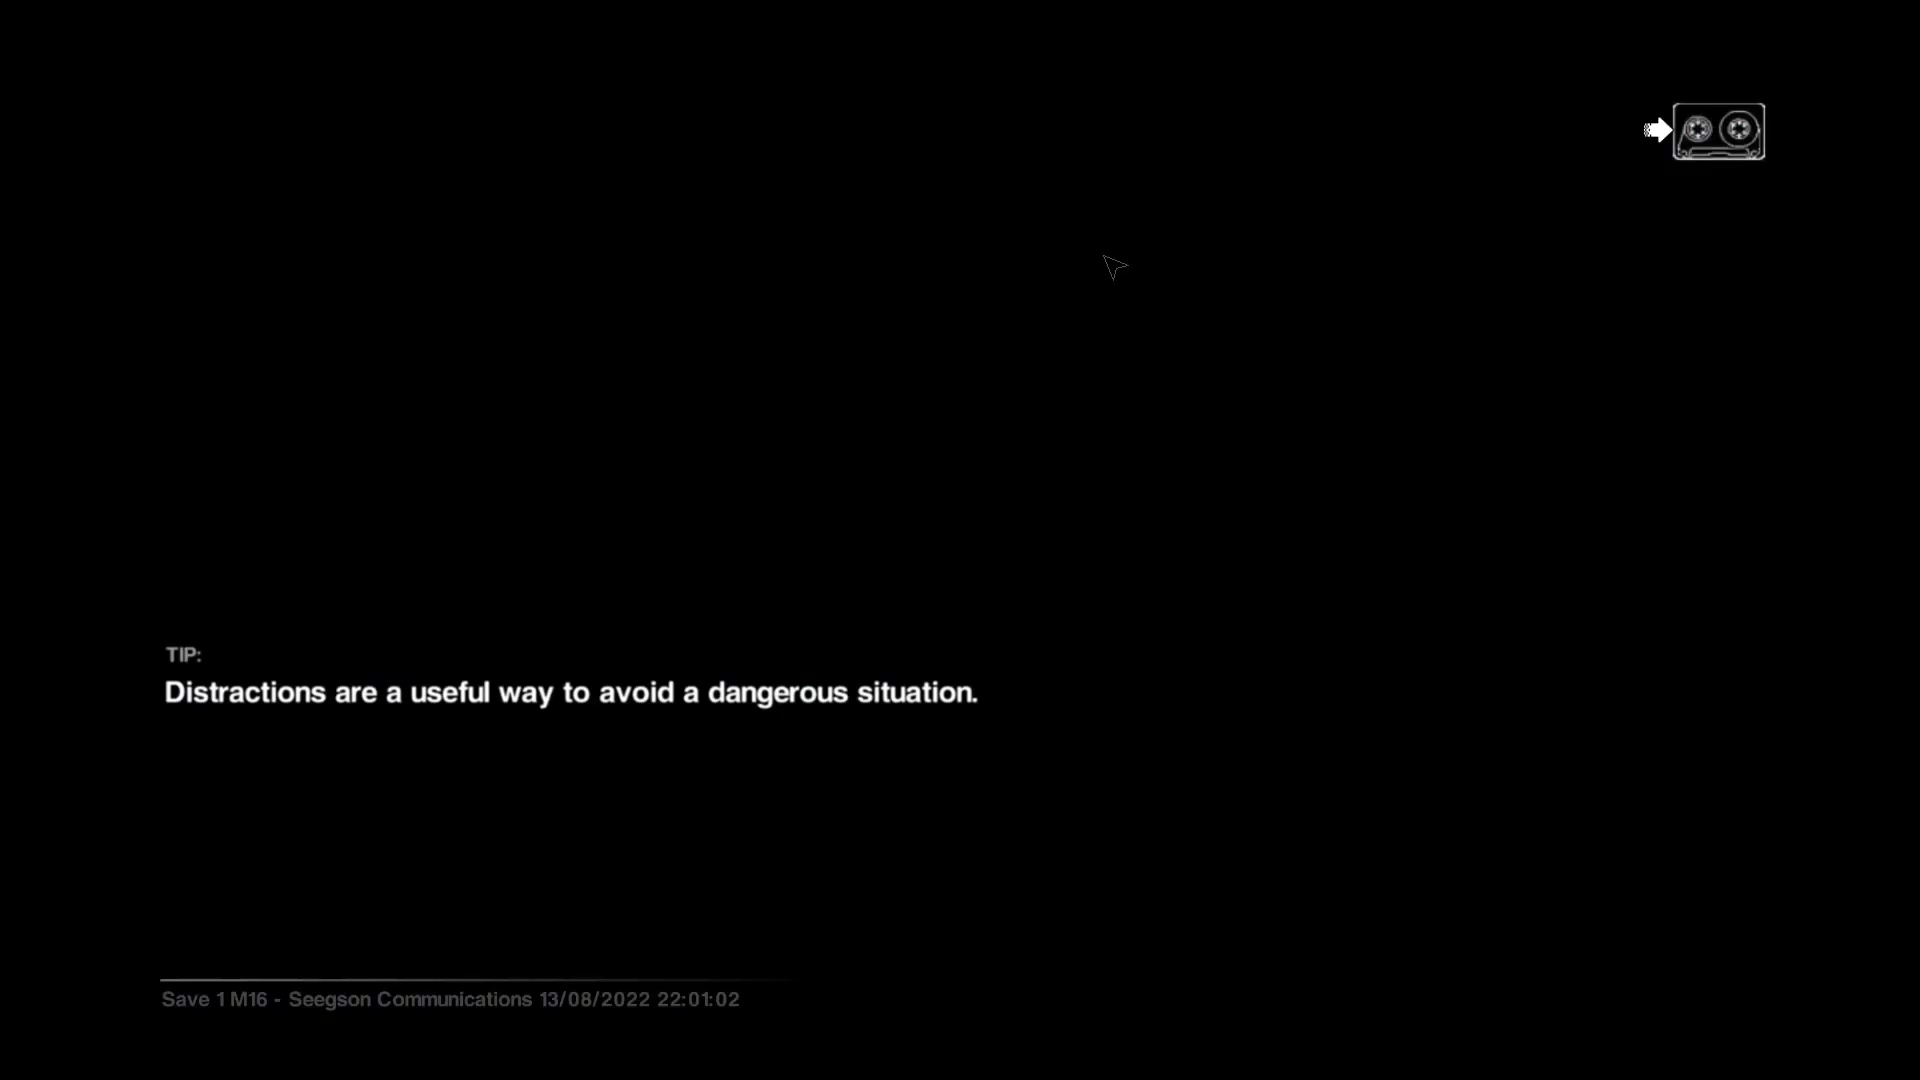 TIP:
Distractions are a useful way to avoid a dangerous situation.
Save 1 M16 - Seegson Communications 13/08/2022 22:01:02